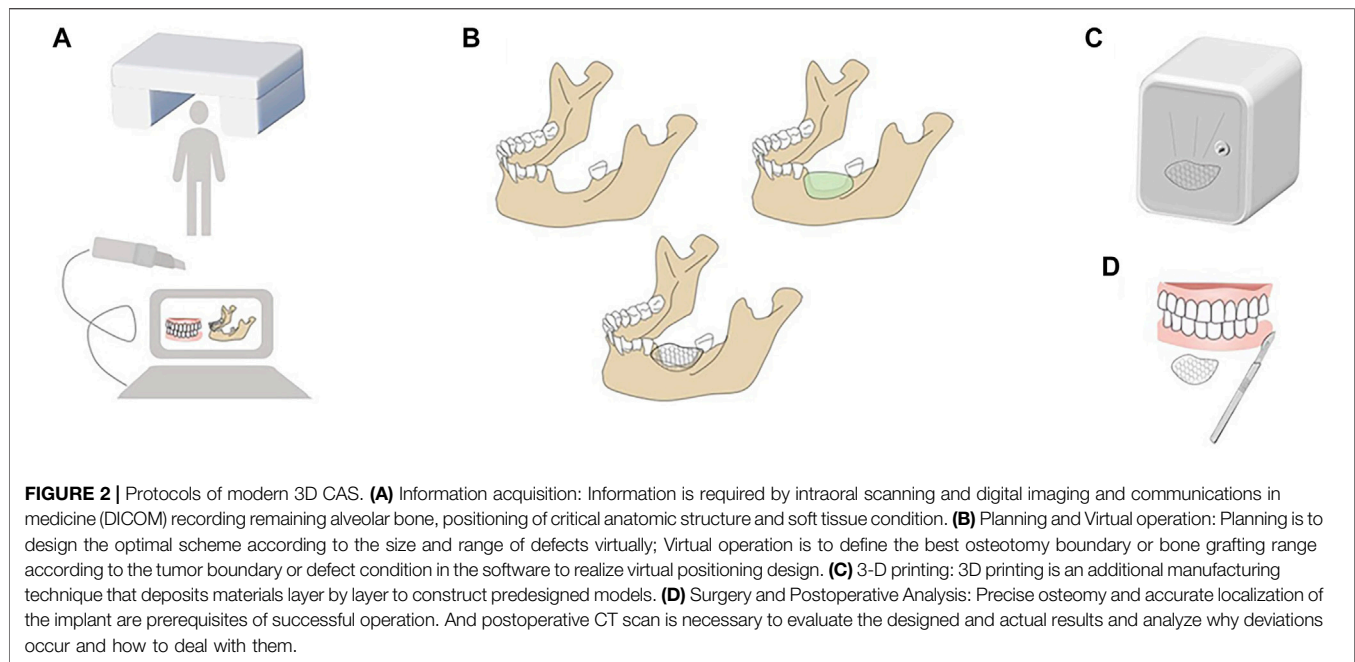 A
B
C
D
FIGURE 2 | Protocols of modern 3D CAS. (A) Information acquisition: Information is required by intraoral scanning and digital imaging and communications in
medicine (DICOM) recording remaining alveolar bone, positioning of critical anatomic structure and soft tissue condition. (B) Planning and Virtual operation: Planning is to
design the optimal scheme according to the size and range of defects virtually; Virtual operation is to define the best osteotomy boundary or bone grafting range
according to the tumor boundary or defect condition in the software to realize virtual positioning design. (C) 3-D printing: 3D printing is an additional manufacturing
technique that deposits materials layer by layer to construct predesigned models. (D) Surgery and Postoperative Analysis: Precise osteomy and accurate localization of
the implant are prerequisites of successful operation. And postoperative CT scan is necessary to evaluate the designed and actual results and analyze why deviations
occur and how to deal with them.